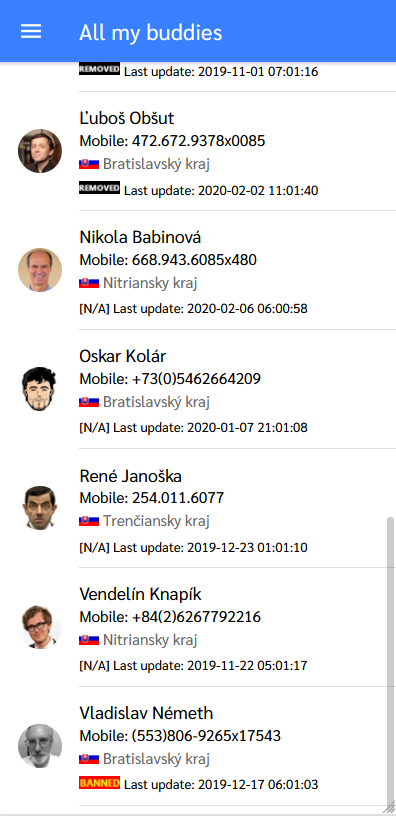 All my buddies
REMOVED Last update: 2019-11-01 07:01:16
Ľuboš Obšut
Mobile: 472.672.9378x0085
Bratislavský kraj
REMOVED Last update: 2020-02-02 11:01:40
Nikola Babinová
Mobile: 668.943.6085x480
Nitriansky kraj
[N/A] Last update: 2020-02-06 06:00:58
Oskar Kolár
Mobile: +73(0)5462664209
Bratislavský kraj
[N/A] Last update: 2020-01-07 21:01:08
René Janoška
Mobile: 254.011.6077
Trenčiansky kraj
[N/A] Last update: 2019-12-23 01:01:10
Vendelín Knapík
Mobile: +84(2)6267792216
Nitriansky kraj
[N/A] Last update: 2019-11-22 05:01:17
Vladislav Németh
Mobile: (553)806-9265x17543
Bratislavský kraj
BANNED Last update: 2019-12-17 06:01:03